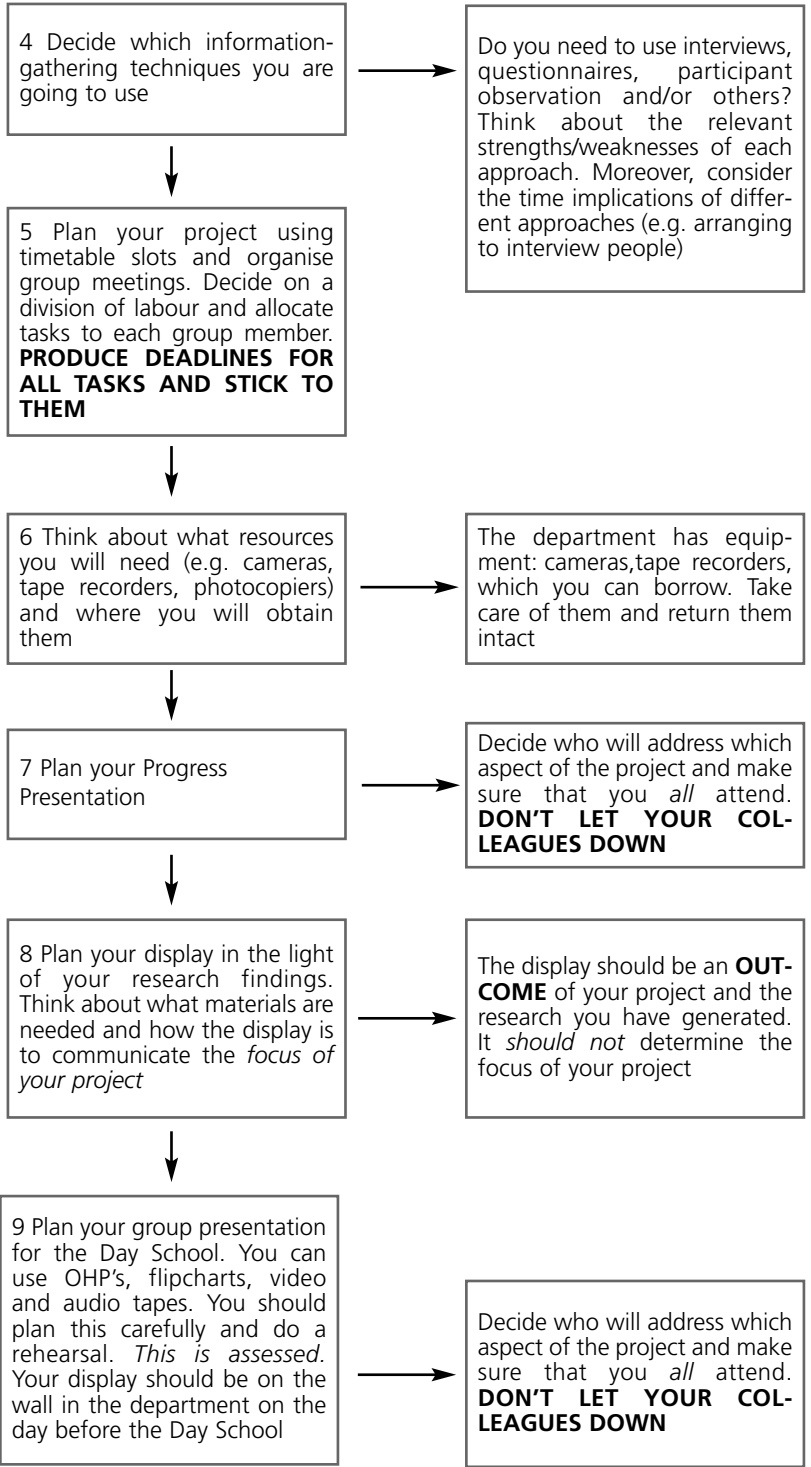 4 Decide which information-
gathering techniques you are
going to use
Do you need to use interviews,
questionnaires, participant
observation and/or others?
Think about the relevant
strengths/weaknesses of each
approach. Moreover, consider
the time implications of differ-
ent approaches (e.g. arranging
to interview people)
5 Plan your project using
timetable slots and organise
group meetings. Decide on a
division of labour and allocate
tasks to each group member.
PRODUCE DEADLINES FOR
ALL TASKS AND STICK TO
THEM
6 Think about what resources
you will need (e.g. cameras,
tape recorders, photocopiers)
and where you will obtain
them
The department has equip-
ment: cameras,tape recorders,
which you can borrow. Take
care of them and return them
intact
7 Plan your Progress
Presentation
Decide who will address which
aspect of the project and make
sure that you all attend.
DON'T LET YOUR COL-
LEAGUES DOWN
8 Plan your display in the light
of your research findings.
Think about what materials are
needed and how the display is
to communicate the focus of
your project
The display should be an OUT-
COME of your project and the
research you have generated.
It should not determine the
focus of your project
9 Plan your group presentation
for the Day School. You can
use OHP's, flipcharts, video
and audio tapes. You should
plan this carefully and do a
rehearsal. This is assessed.
Your display should be on the
wall in the department on the
day before the Day School
Decide who will address which
aspect of the project and make
sure that you all attend.
DON'T LET YOUR COL-
LEAGUES DOWN